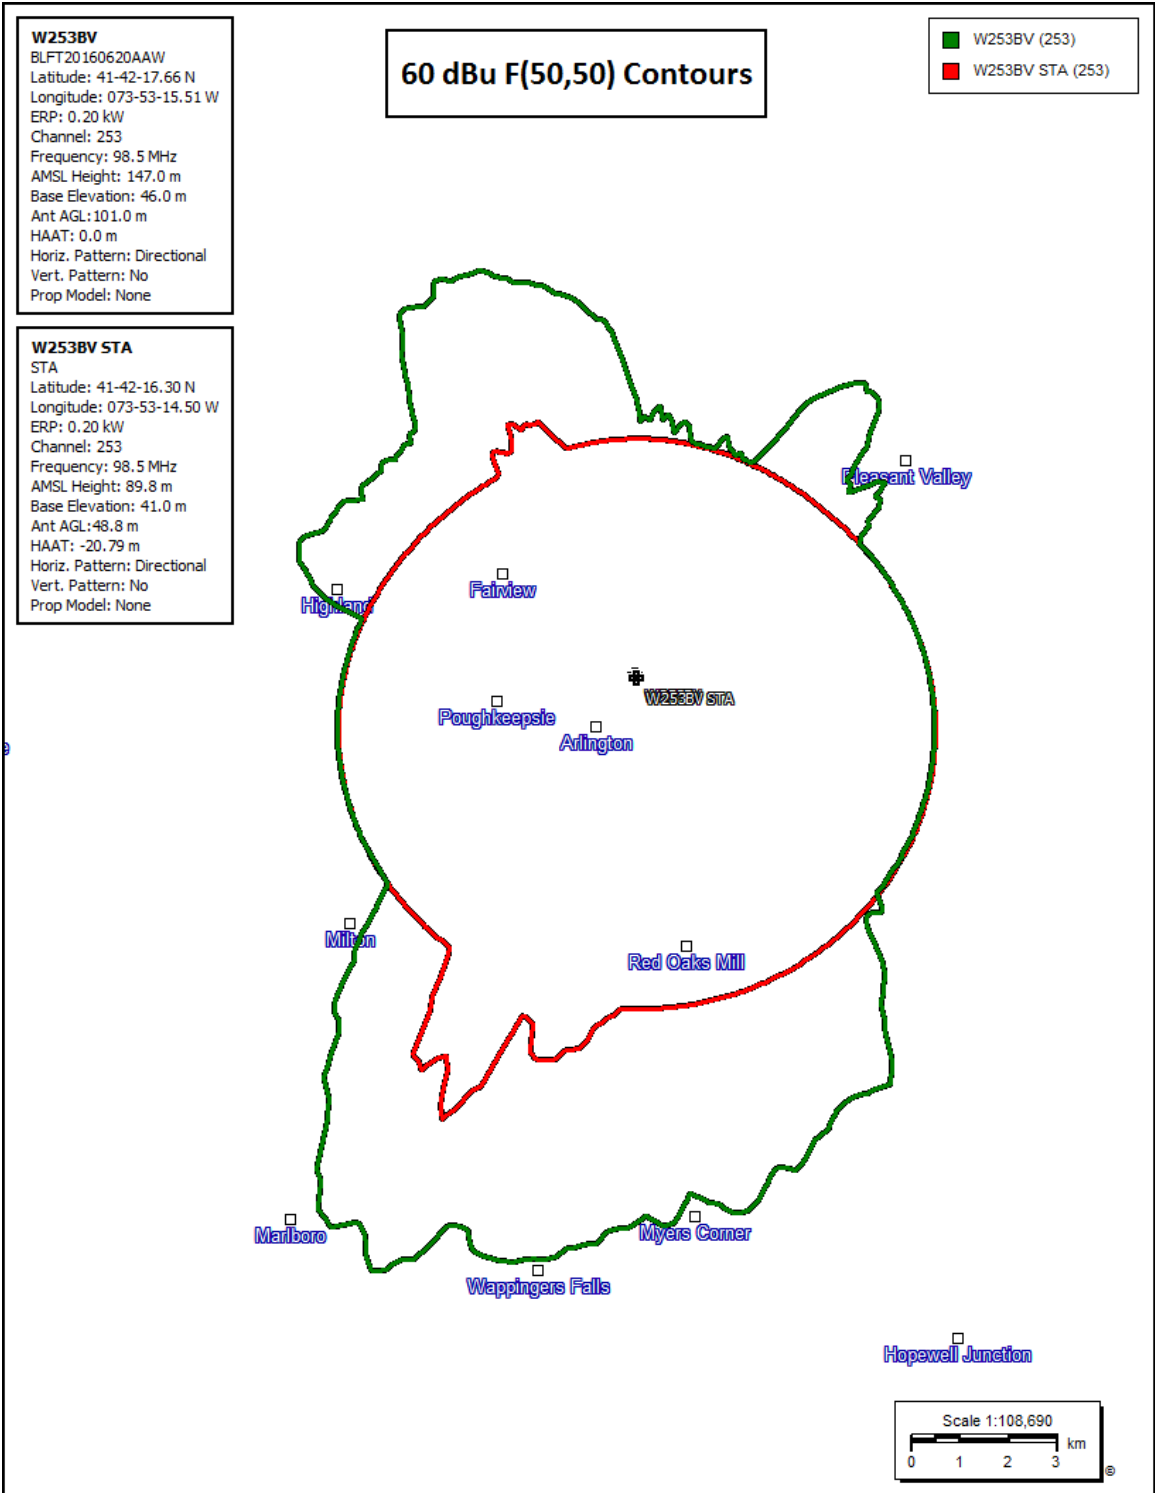 W253BV
BLFT20160620AAW
Latitude: 41-42-17.66 N
Longitude: 073-53-15.51 W
ERP: 0.20 kW
Channel: 253
Frequency: 98.5 MHz
AMSL Height: 147.0 m
Base Elevation: 46.0 m
Ant AGL:101.0 m
HAAT: 0.0 m
Horiz. Pattern: Directional
Vert. Pattern: No
Prop Model: None
60 dBu F(50,50) Contours
W253BV (253)
W253BV STA (253)
W253BV STA
STA
Latitude: 41-42-16.30 N
Longitude: 073-53-14.50 W
ERP: 0.20 kW
Channel: 253
Frequency: 98.5 MHz
AMSL Height: 89.8 m
Base Elevation: 41.0 m
Ant AGL:48.8 m
HAAT: -20.79 m
Horiz. Pattern: Directional
Vert. Pattern: No
Prop Model: None
Pleasant Valley
Fairview
Highland
W253BV STA
Poughkeepsie
Arlington
Milton
Red Oaks Mill
Marlboro
Myers Corner
Wappingers Falls
Hopewell Junction
Scale 1:108,690
km
0 1 2 3
©